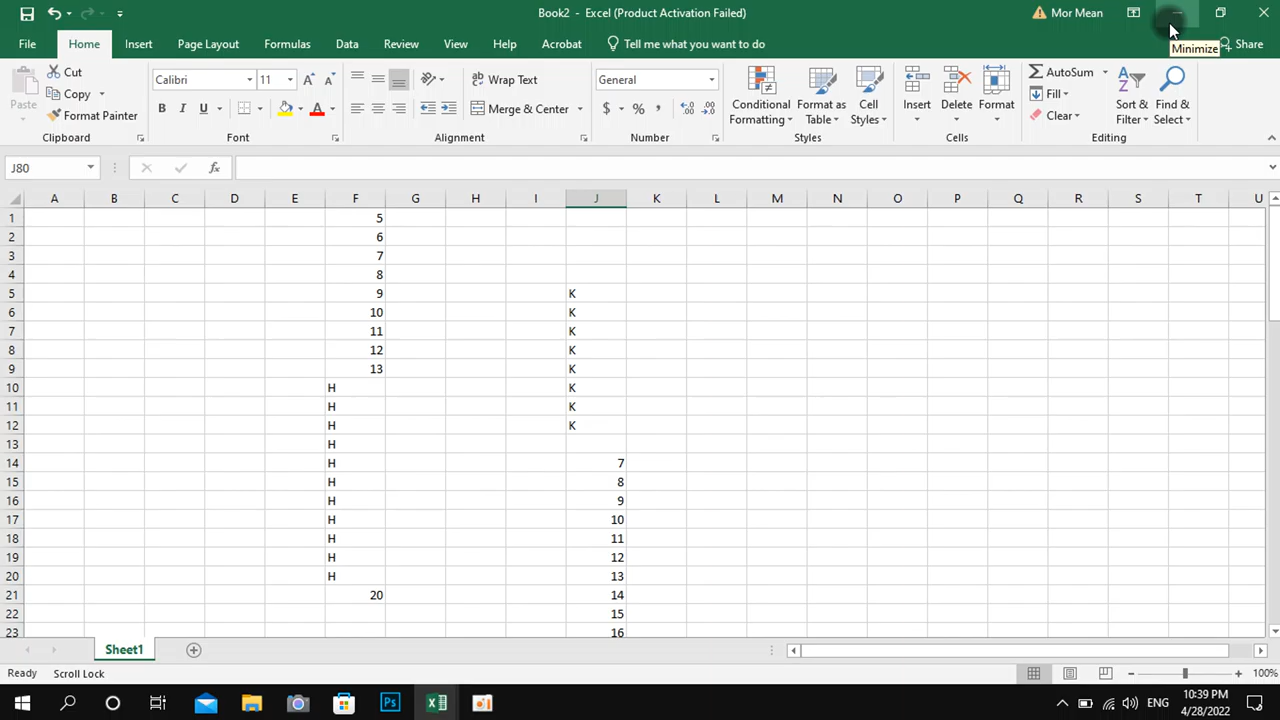 Book2 - Excel (Product Activation Failed)
Mor Mean
File Home Insert Page Layout Formulas Data Review View Help Acrobat Tell me what you want to do Share
Minimize
Paste
Cut
Copy
Format Painter
Clipboard
Calibri 11
B I U
Font
Wrap Text
Merge & Center
Alignment
General
$ % ,
Number
Conditional Formatting
Format as Table
Cell Styles
Styles
Insert Delete Format
Cells
AutoSum
Fill
Clear
Sort & Filter
Find & Select
Editing
J80 fx
A B C D E F G H I J K L M N O P Q R S T U
1 5
2 6
3 7
4 8
5 9 K
6 10 K
7 11 K
8 12 K
9 13 K
10 H K
11 H K
12 H K
13 H
14 H 7
15 H 8
16 H 9
17 H 10
18 H 11
19 H 12
20 H 13
21 20 14
22 15
23 16
Sheet1
Ready Scroll Lock 100%
Ps ENG 10:39 PM
4/28/2022